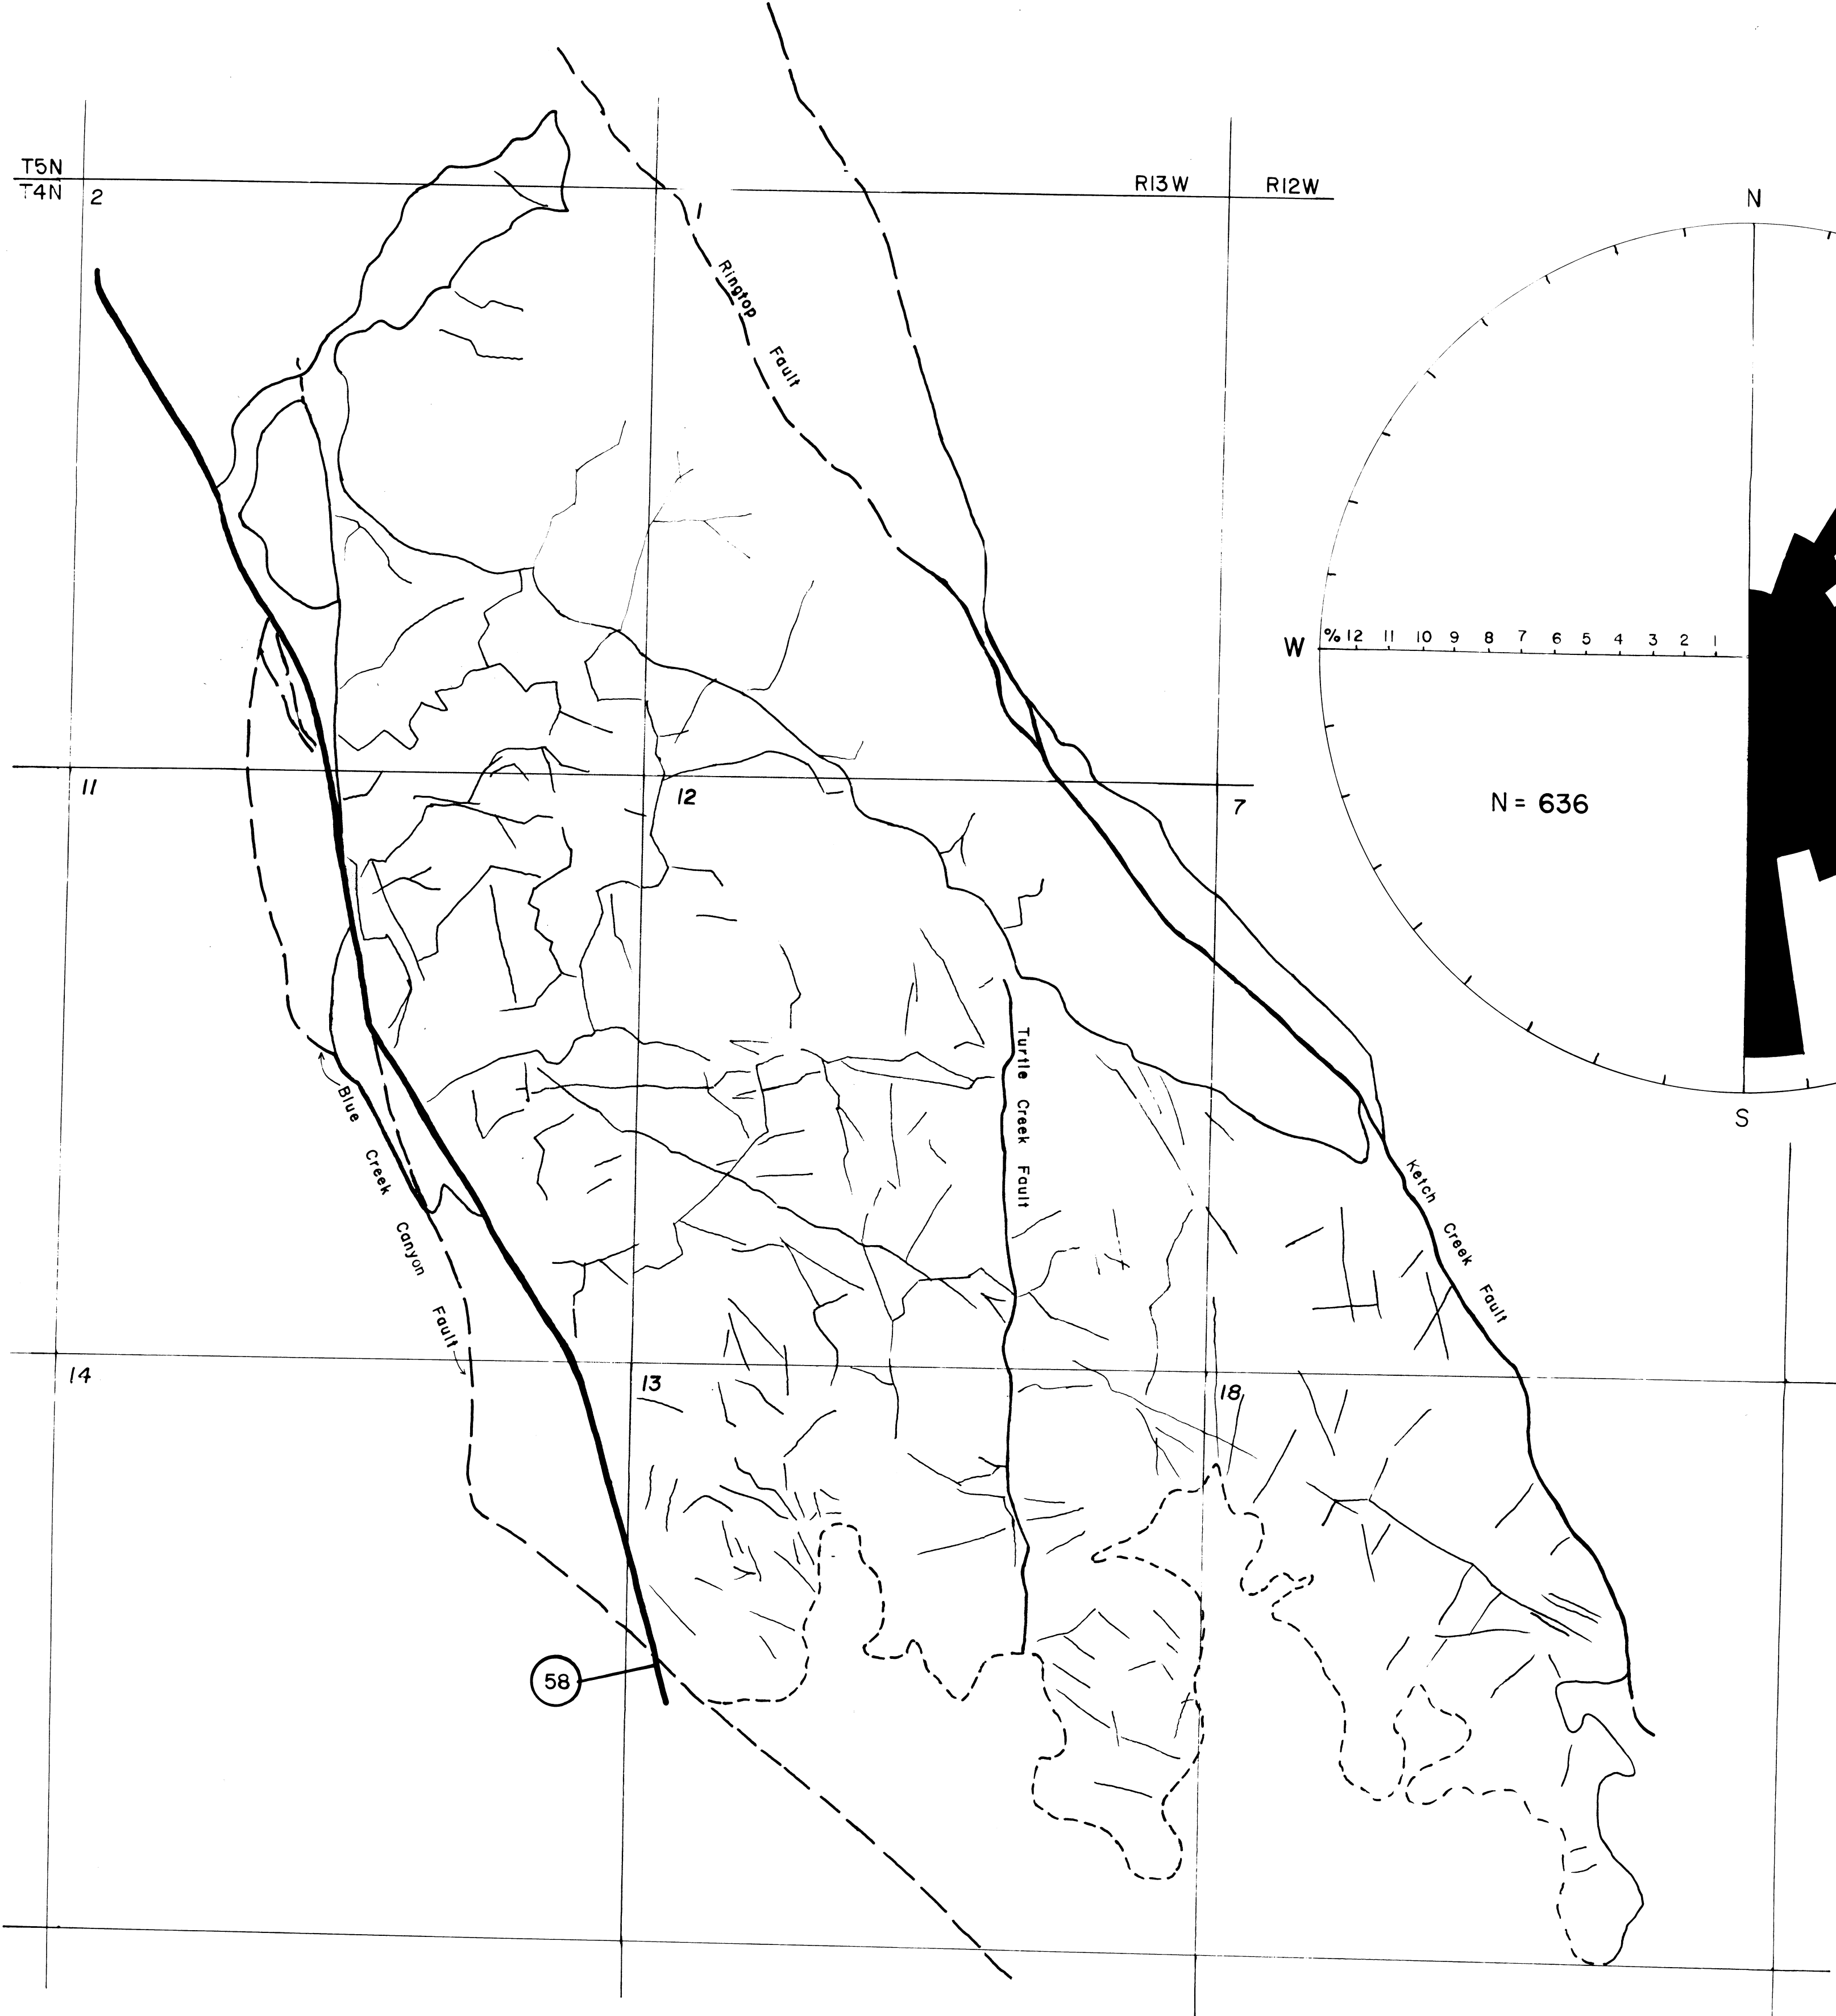 T5N
T4N
2
1
R13W
R12W
N
Ringtop Fault
W
% 12 11 10 9 8 7 6 5 4 3 2 1
11
12
7
N = 636
Turtle Creek Fault
Blue Creek Canyon Fault
S
Ketch Creek Fault
14
13
18
58